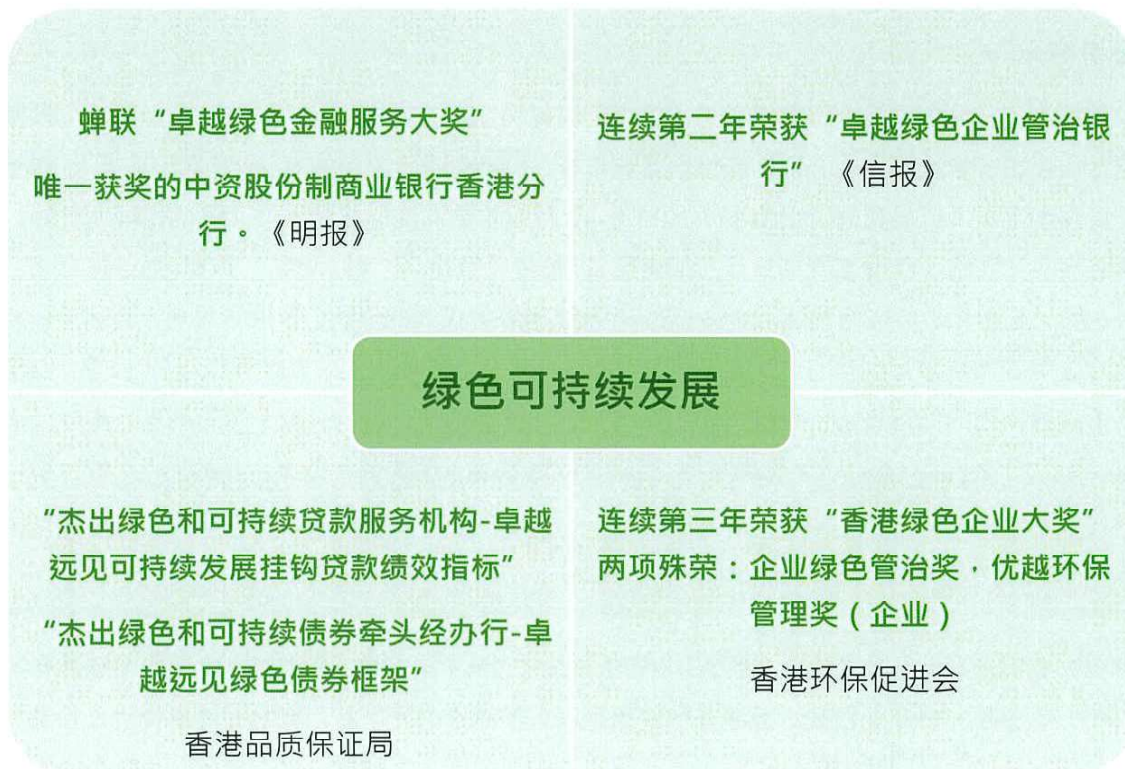 蝉联“卓越绿色金融服务大奖”
唯一获奖的中资股份制商业银行香港分
行。《明报》
连续第二年荣获“卓越绿色企业管治银
行”《信报》
绿色可持续发展
“杰出绿色和可持续贷款服务机构-卓越
远见可持续发展挂钩贷款绩效指标”
“杰出绿色和可持续债券牵头经办行-卓
越远见绿色债券框架”
香港品质保证局
连续第三年荣获“香港绿色企业大奖”
两项殊荣：企业绿色管治奖，优越环保
管理奖（企业）
香港环保促进会